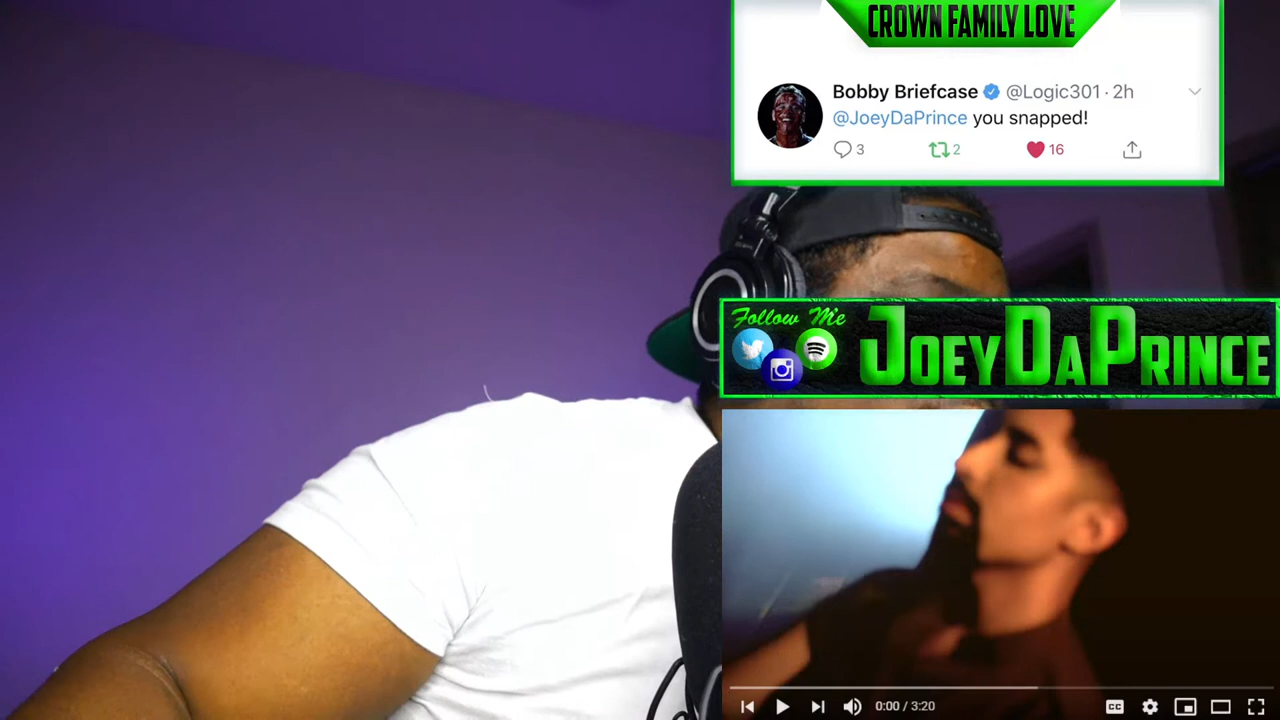 CROWN FAMILY LOVE
Bobby Briefcase @Logic301 · 2h
@JoeyDaPrince you snapped!
3 2 16
Follow Me
JOEYDAPRINCE
0:00 / 3:20
CC